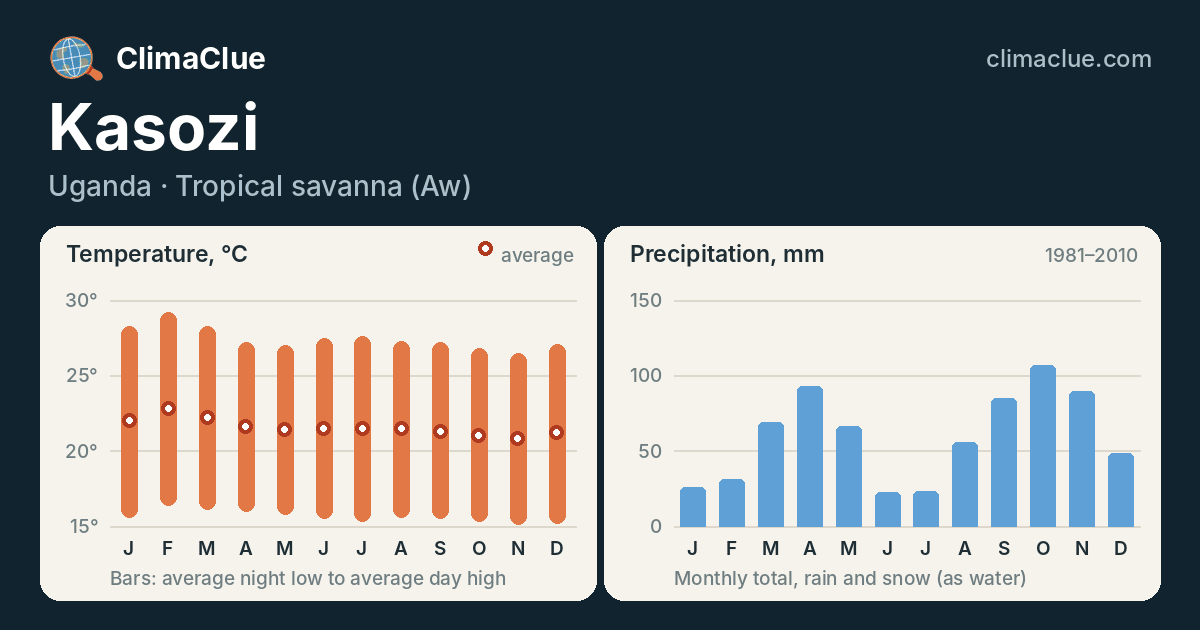 ClimaClue
climaclue.com
Kasozi
Uganda · Tropical savanna (Aw)
Temperature, °C
average
30°
25°
20°
15°
J F M A M J J A S O N D
Bars: average night low to average day high
Precipitation, mm
1981–2010
150
100
50
0
J F M A M J J A S O N D
Monthly total, rain and snow (as water)